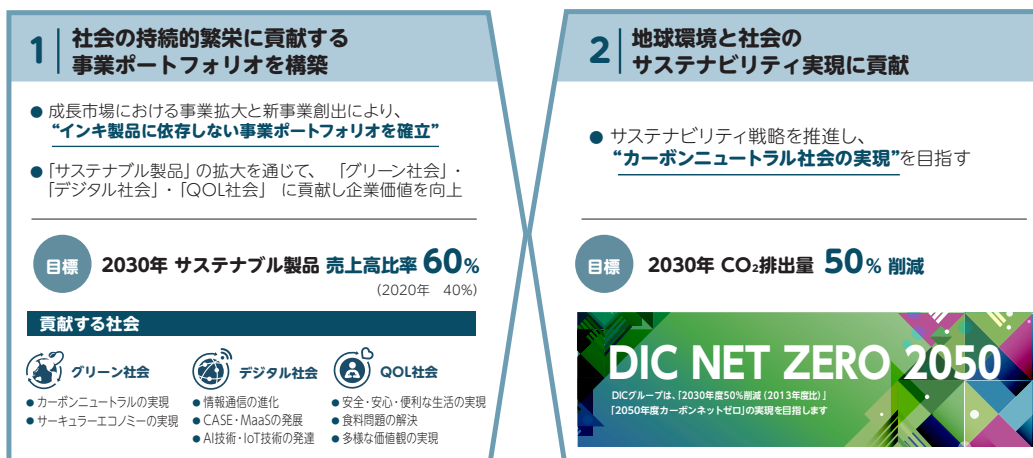 1 社会の持続的繁栄に貢献する
事業ポートフォリオを構築
● 成長市場における事業拡大と新事業創出により、
“インキ製品に依存しない事業ポートフォリオを確立”
● 「サステナブル製品」の拡大を通じて、 「グリーン社会」・
「デジタル社会」・「QOL社会」 に貢献し企業価値を向上
目標 2030年 サステナブル製品 売上高比率 60%
(2020年 40%)
貢献する社会
グリーン社会
● カーボンニュートラルの実現
● サーキュラーエコノミーの実現
デジタル社会
● 情報通信の進化
● CASE・MaaSの発展
● AI技術・IoT技術の発達
QOL社会
● 安全・安心・便利な生活の実現
● 食料問題の解決
● 多様な価値観の実現
2 地球環境と社会の
サステナビリティ実現に貢献
● サステナビリティ戦略を推進し、
“カーボンニュートラル社会の実現”を目指す
目標 2030年 CO₂排出量 50% 削減
DIC NET ZERO 2050
DICグループは、「2030年度50%削減（2013年度比）」
「2050年度カーボンネットゼロ」の実現を目指します